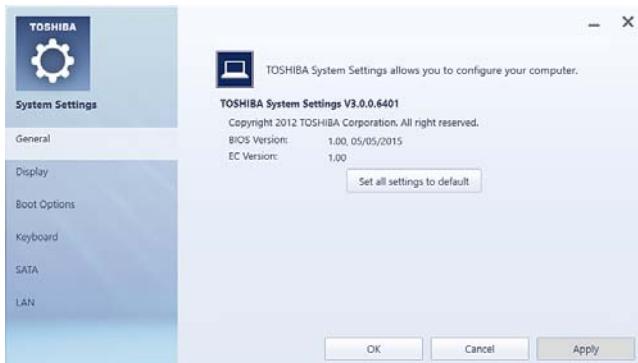 TOSHIBA
System Settings
General
Display
Boot Options
Keyboard
SATA
LAN
TOSHIBA System Settings allows you to configure your computer.
TOSHIBA System Settings V3.0.0.6401
Copyright 2012 TOSHIBA Corporation. All right reserved.
BIOS Version: 1.00, 05/05/2015
EC Version: 1.00
Set all settings to default
OK Cancel Apply